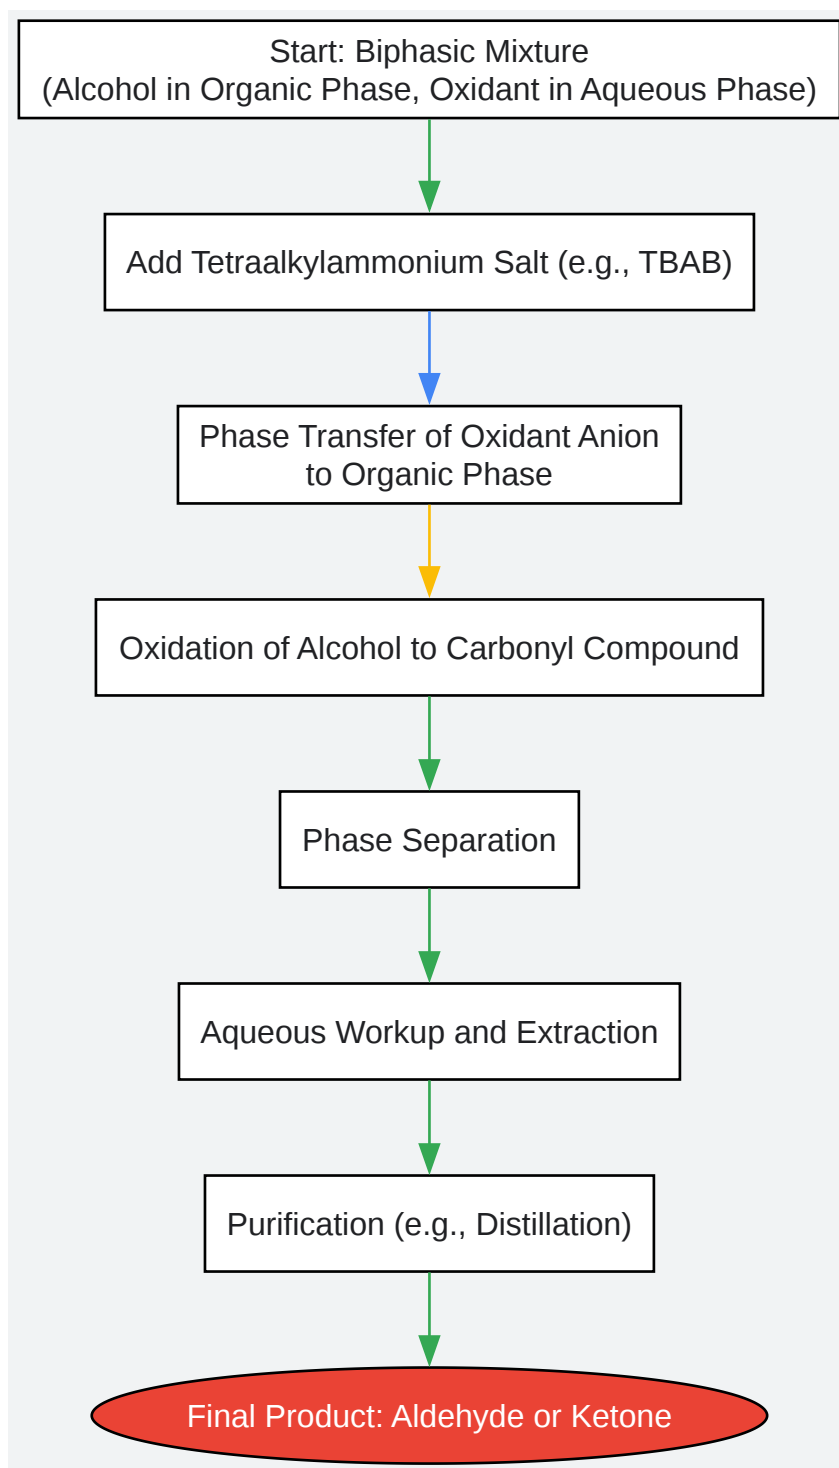 Start: Biphasic Mixture
(Alcohol in Organic Phase, Oxidant in Aqueous Phase)
Add Tetraalkylammonium Salt (e.g., TBAB)
Phase Transfer of Oxidant Anion
to Organic Phase
Oxidation of Alcohol to Carbonyl Compound
Phase Separation
Aqueous Workup and Extraction
Purification (e.g., Distillation)
Final Product: Aldehyde or Ketone